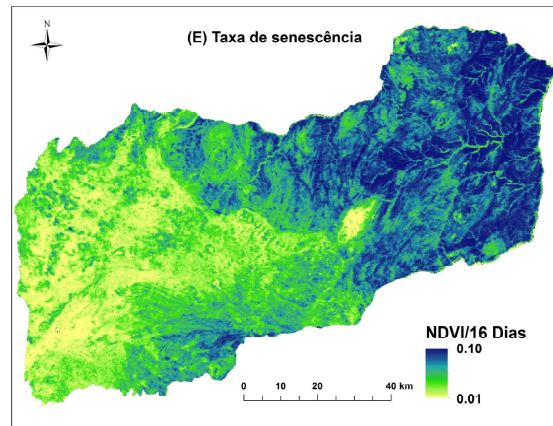 N
(E) Taxa de senescência
NDVI/16 Dias
0.10
0.01
0 10 20 40 km